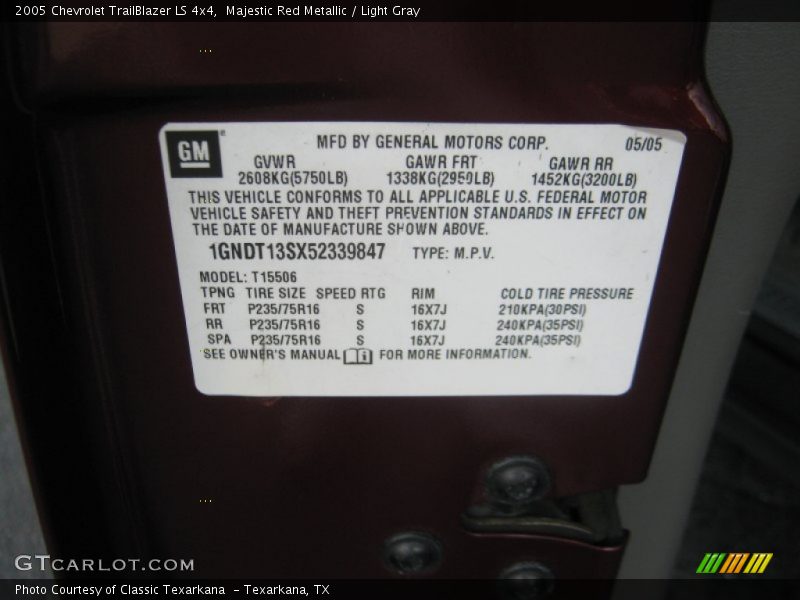 2005 Chevrolet TrailBlazer LS 4x4,  Majestic Red Metallic / Light Gray
GM
MFD BY GENERAL MOTORS CORP. 05/05
GVWR GAWR FRT GAWR RR
2608KG(5750LB) 1338KG(2950LB) 1452KG(3200LB)
THIS VEHICLE CONFORMS TO ALL APPLICABLE U.S. FEDERAL MOTOR
VEHICLE SAFETY AND THEFT PREVENTION STANDARDS IN EFFECT ON
THE DATE OF MANUFACTURE SHOWN ABOVE.
1GNDT13SX52339847 TYPE: M.P.V.
MODEL: T15506
TPNG TIRE SIZE SPEED RTG RIM COLD TIRE PRESSURE
FRT P235/75R16 S 16X7J 210KPA(30PSI)
RR P235/75R16 S 16X7J 240KPA(35PSI)
SPA P235/75R16 S 16X7J 240KPA(35PSI)
SEE OWNER'S MANUAL FOR MORE INFORMATION.
GTCARLOT.COM
Photo Courtesy of Classic Texarkana  - Texarkana, TX